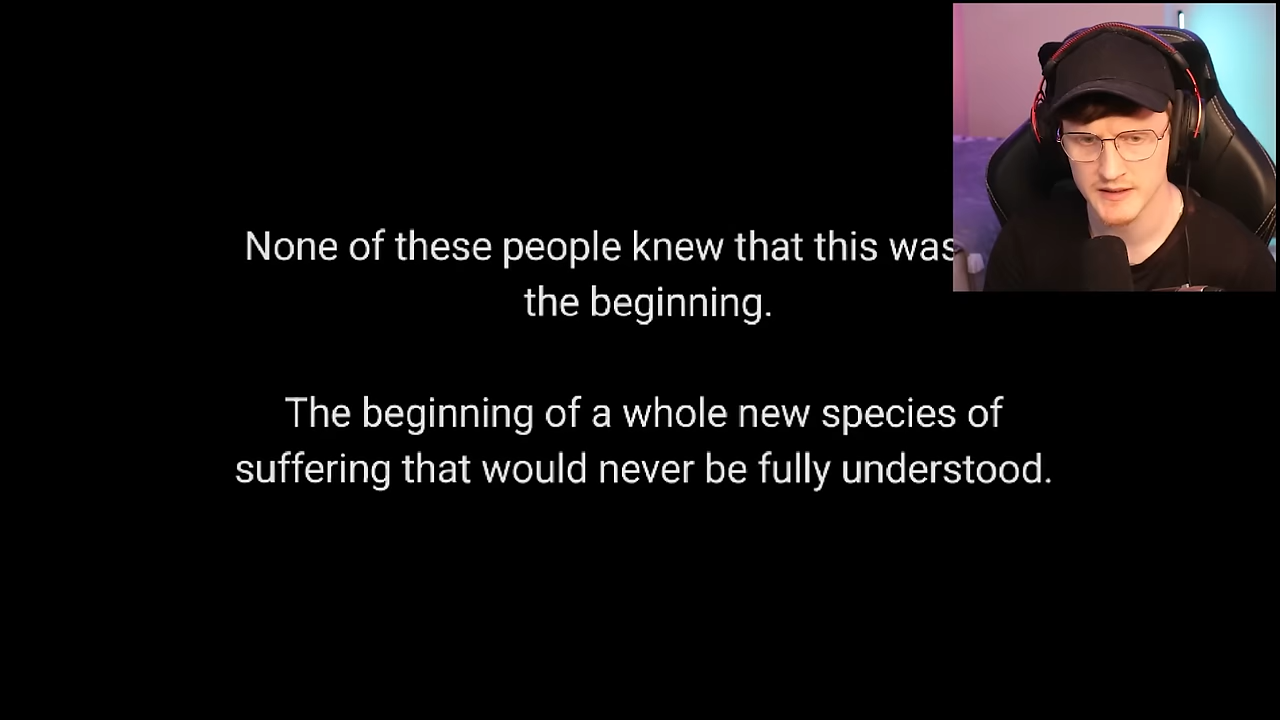 None of these people knew that this was
the beginning.
The beginning of a whole new species of
suffering that would never be fully understood.